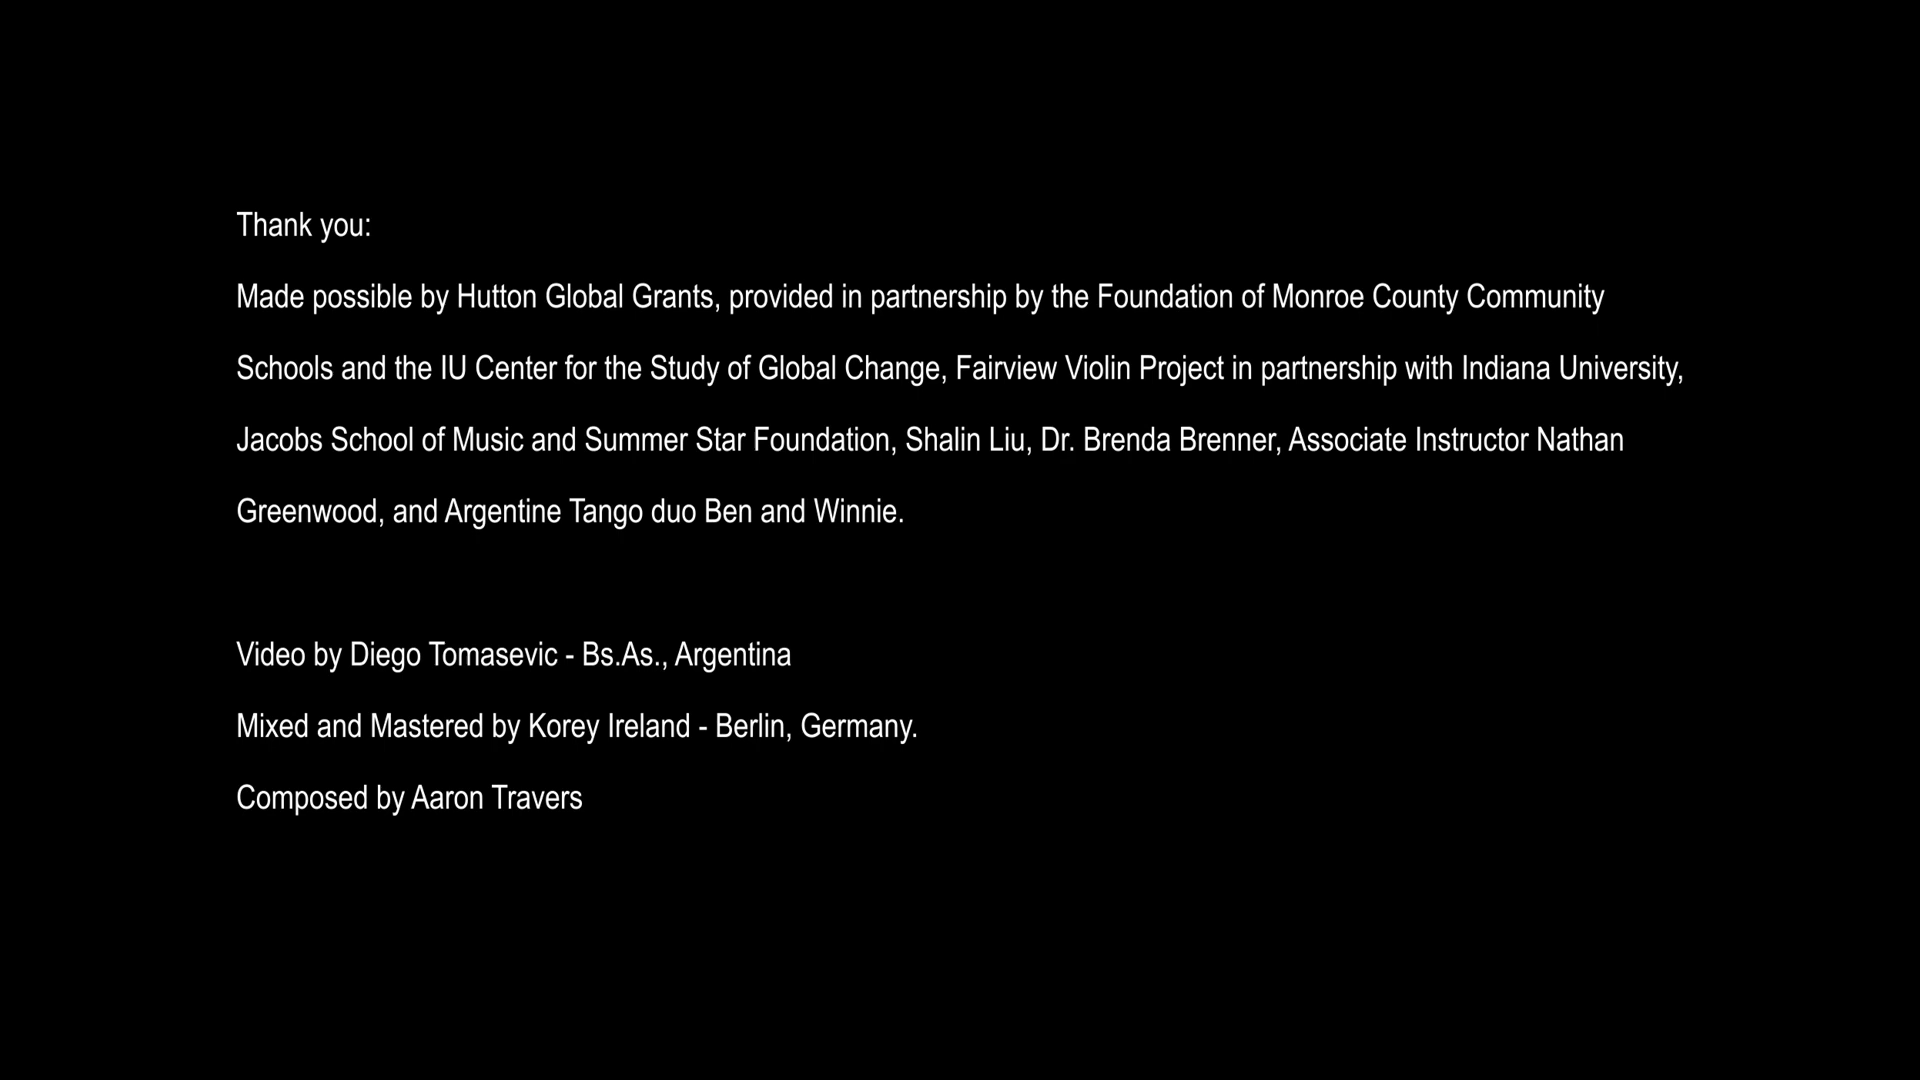 Thank you:
Made possible by Hutton Global Grants, provided in partnership by the Foundation of Monroe County Community
Schools and the IU Center for the Study of Global Change, Fairview Violin Project in partnership with Indiana University,
Jacobs School of Music and Summer Star Foundation, Shalin Liu, Dr. Brenda Brenner, Associate Instructor Nathan
Greenwood, and Argentine Tango duo Ben and Winnie.
Video by Diego Tomasevic - Bs.As., Argentina
Mixed and Mastered by Korey Ireland - Berlin, Germany.
Composed by Aaron Travers